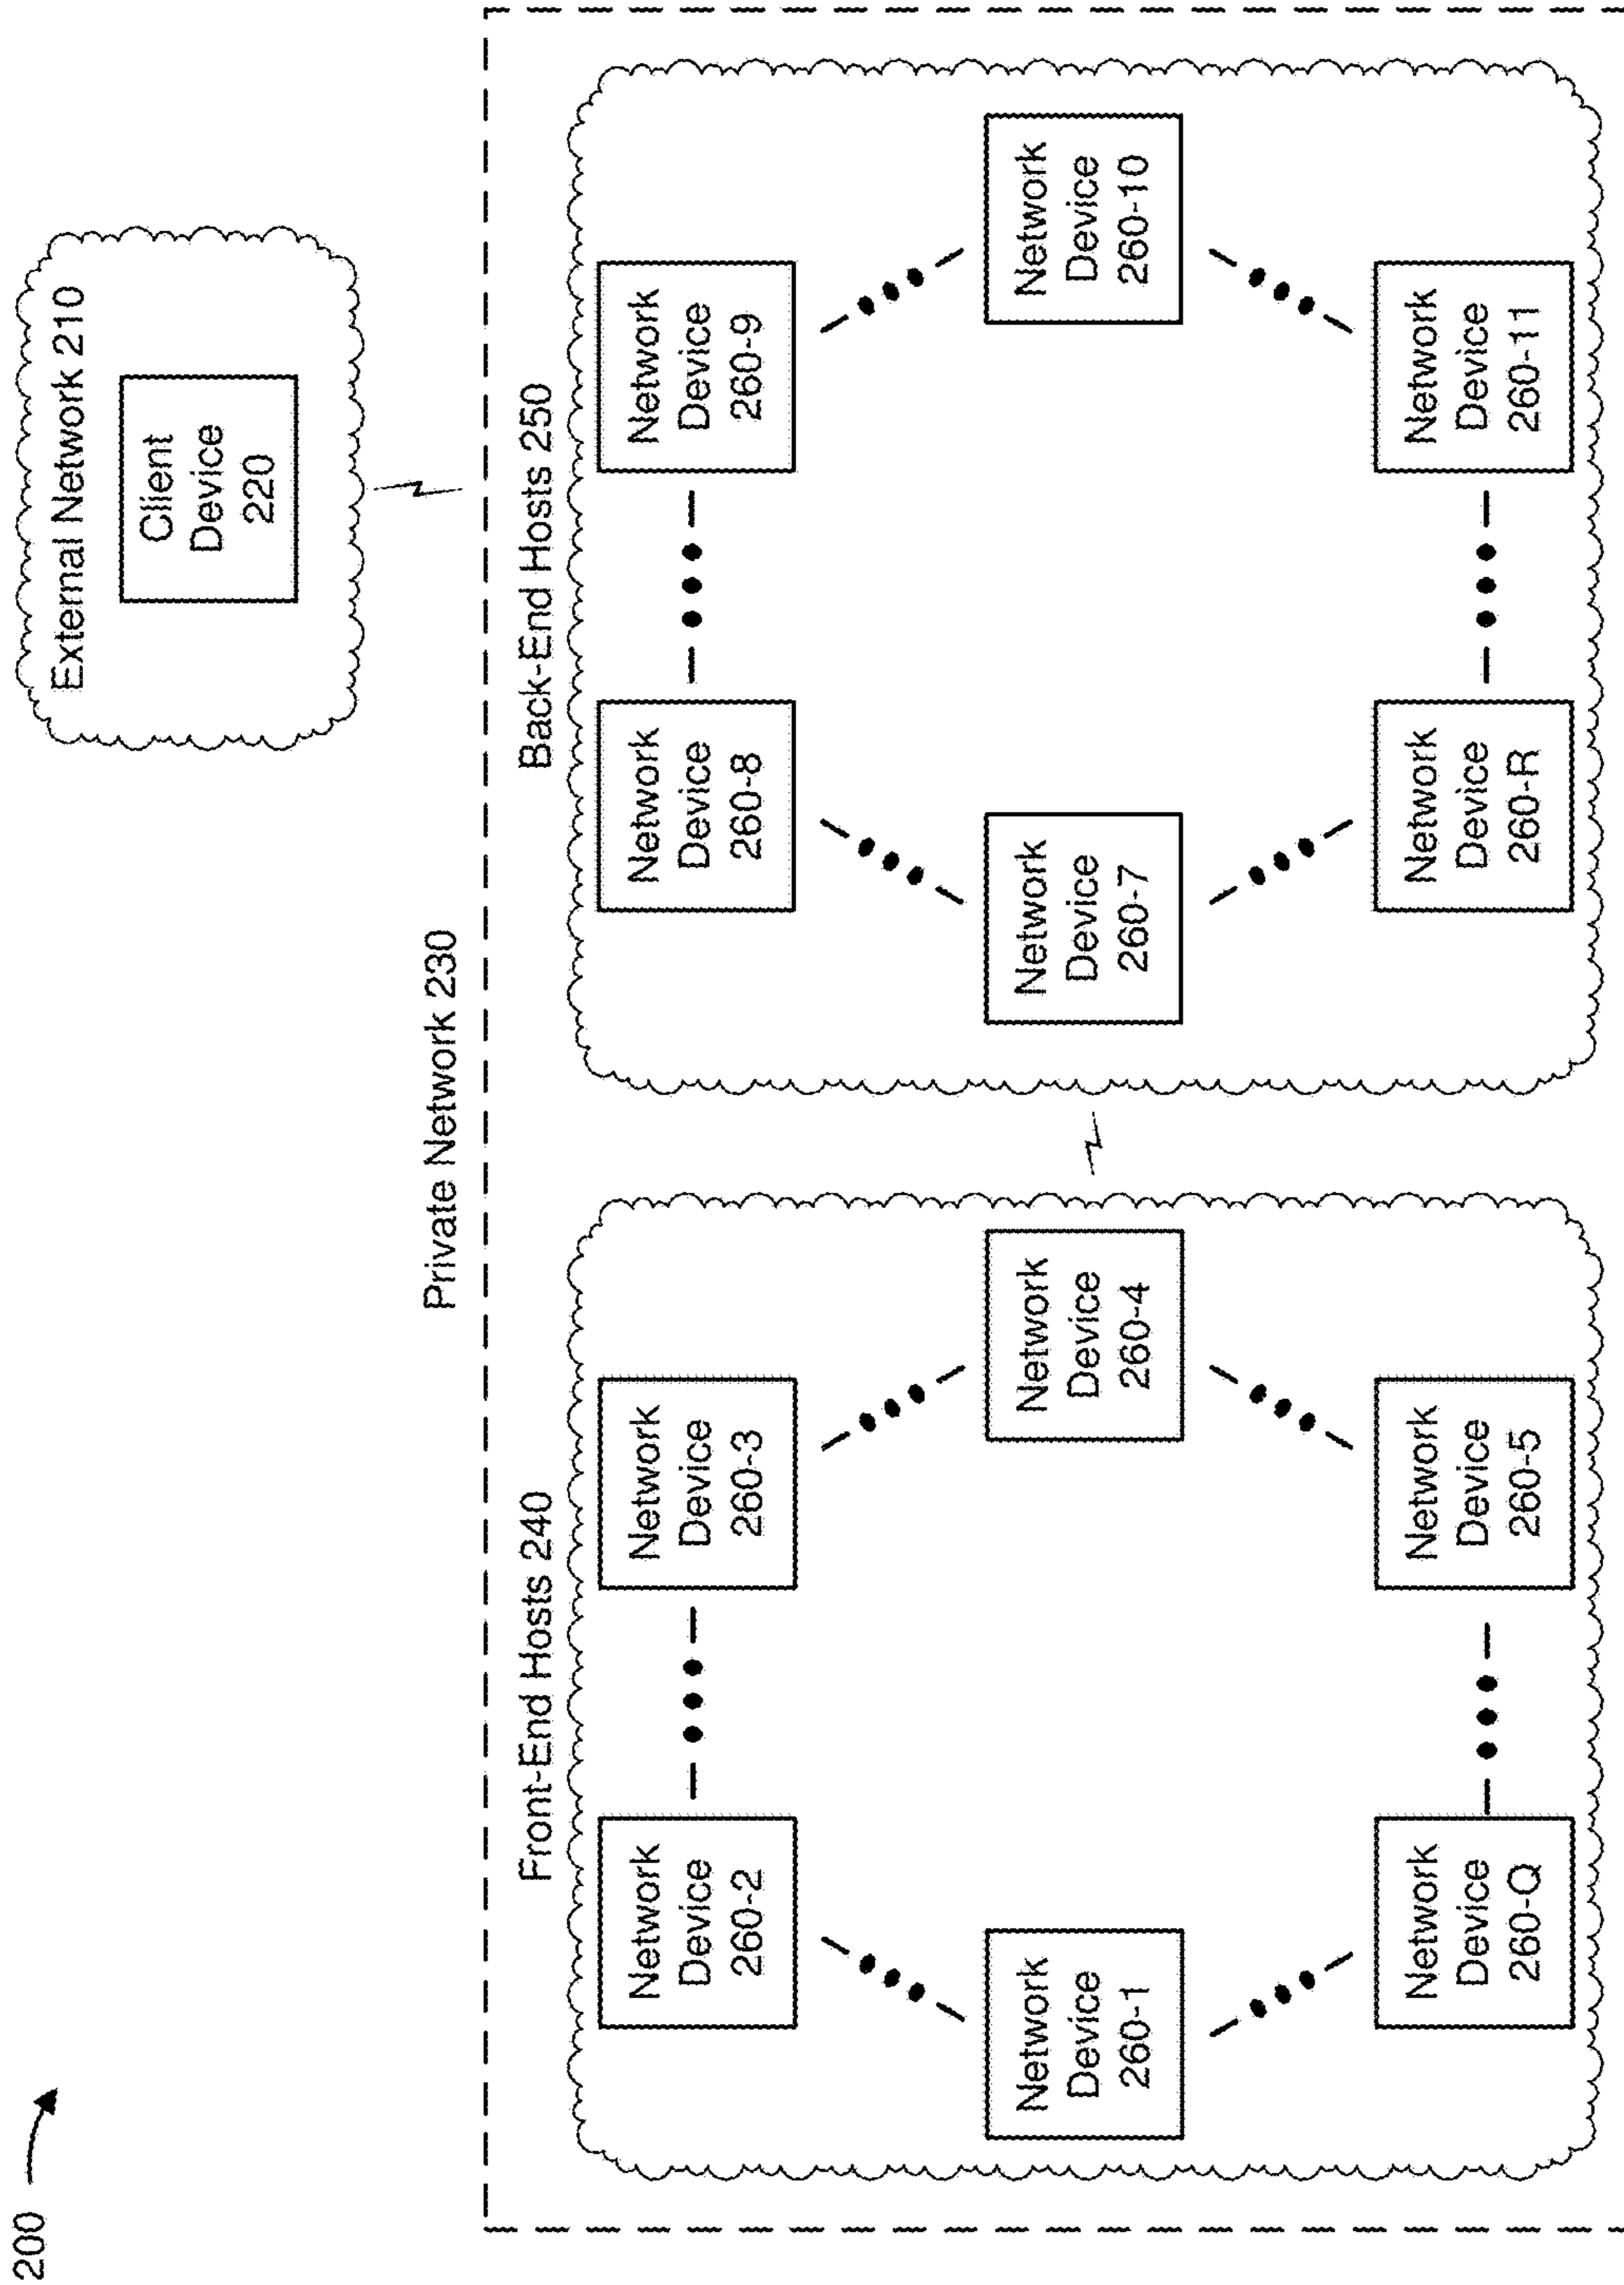 200
External Network 210
Client
Device
220
Private Network 230
Front-End Hosts 240
Network
Device
260-2
Network
Device
260-3
Network
Device
260-1
Network
Device
260-4
Network
Device
260-Q
Network
Device
260-5
Back-End Hosts 250
Network
Device
260-8
Network
Device
260-9
Network
Device
260-7
Network
Device
260-10
Network
Device
260-R
Network
Device
260-11